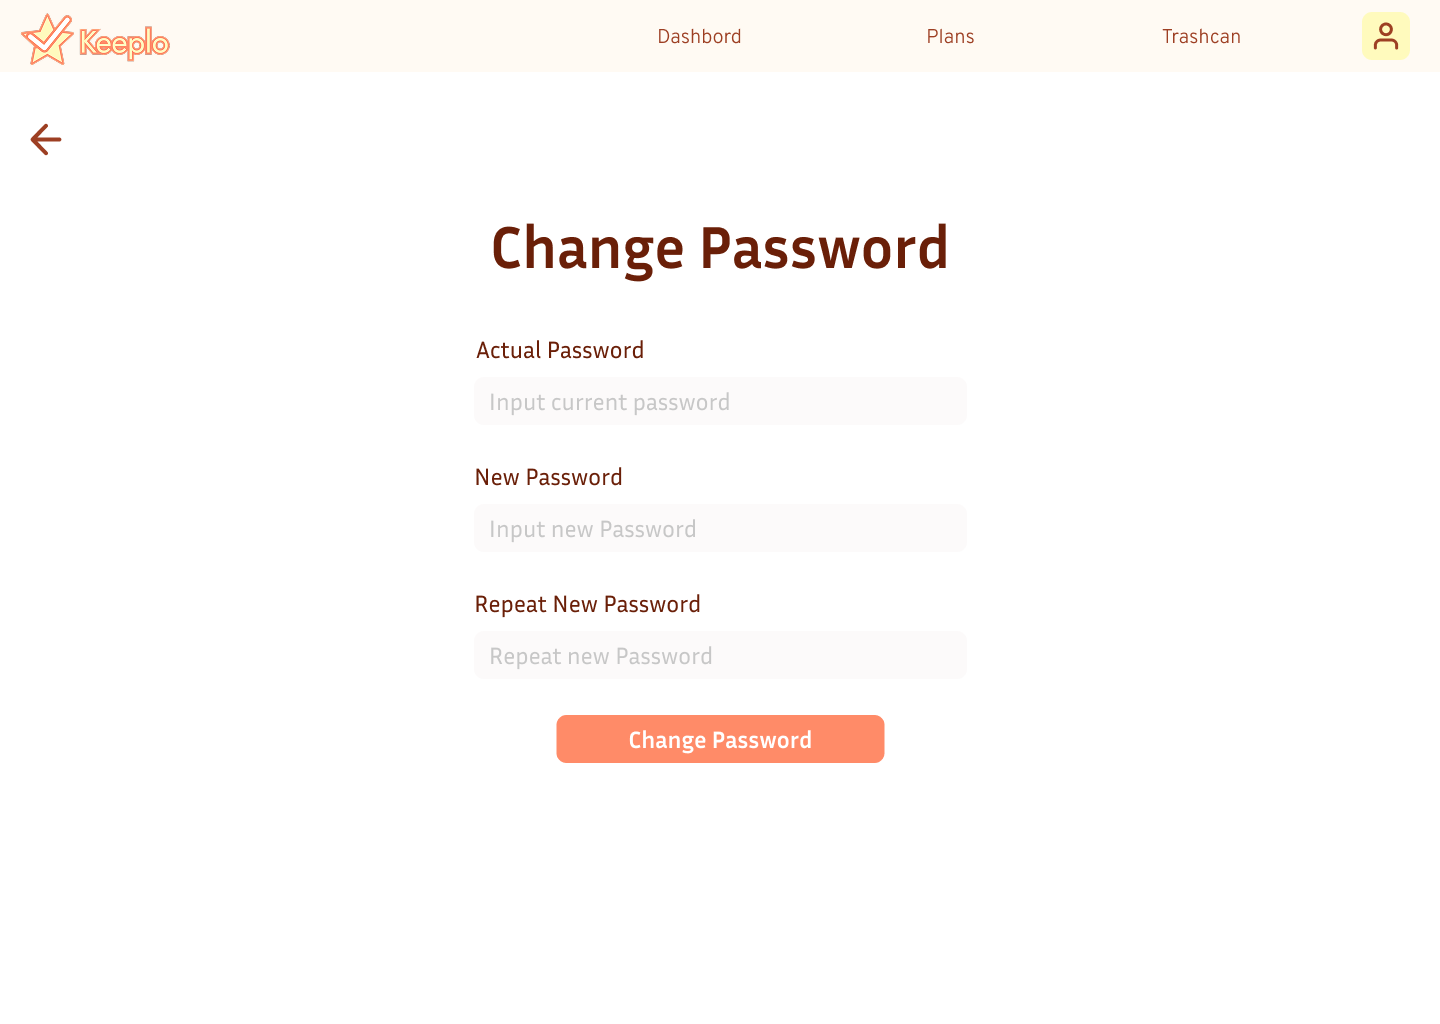 Keeplo
Dashbord
Plans
Trashcan
Change Password
Actual Password
Input current password
New Password
Input new Password
Repeat New Password
Repeat new Password
Change Password